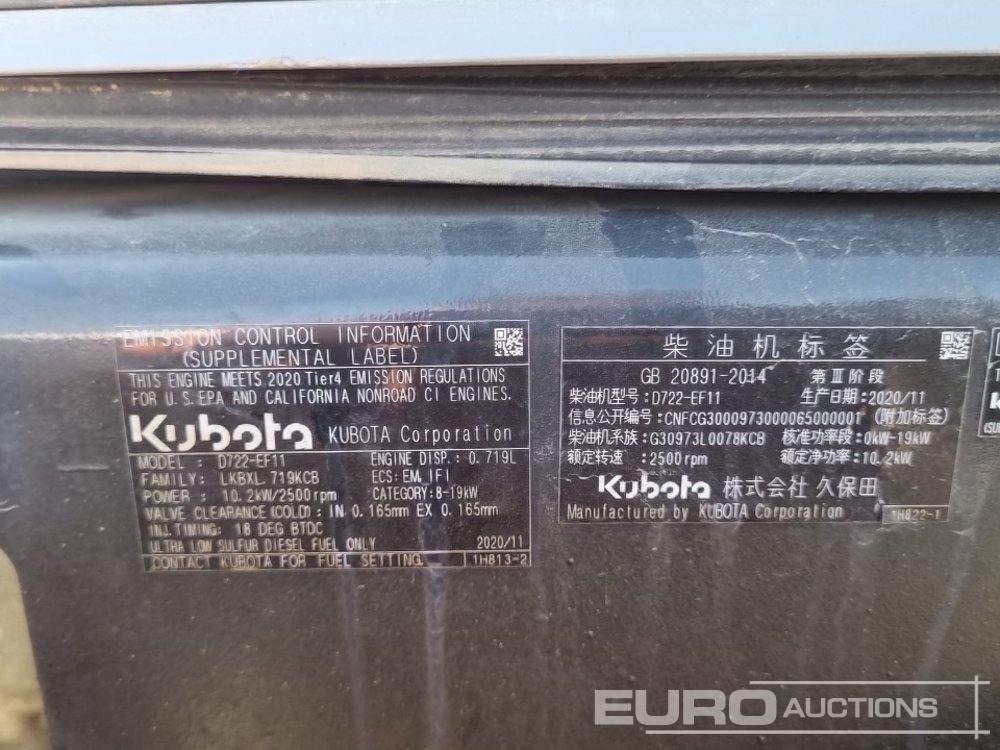 EMISSION CONTROL INFORMATION
(SUPPLEMENTAL LABEL)
THIS ENGINE MEETS 2020 Tier4 EMISSION REGULATIONS
FOR U.S.EPA AND CALIFORNIA NONROAD CI ENGINES.
Kubota KUBOTA Corporation
MODEL : D722-EF11 ENGINE DISP.: 0.719L
FAMILY: LKBXL.719KCB ECS: EM, IFI
POWER : 10.2kW/2500rpm CATEGORY:8-19kW
VALVE CLEARANCE(COLD): IN 0.165mm EX 0.165mm
INJ.TIMING: 18 DEG BTDC
ULTRA LOW SULFUR DIESEL FUEL ONLY 2020/11
CONTACT KUBOTA FOR FUEL SETTING. 1H813-2
柴油机标签
GB 20891-2014 第Ⅲ阶段
柴油机型号: D722-EF11 生产日期: 2020/11
信息公开编号: CNFCG3000973000065000001 (附加标签)
柴油机系族: G30973L0078KCB 核准功率段: 0kW-19kW
额定转速 : 2500rpm 额定净功率: 10.2kW
Kubota 株式会社 久保田
Manufactured by KUBOTA Corporation 1H822-1
EURO AUCTIONS